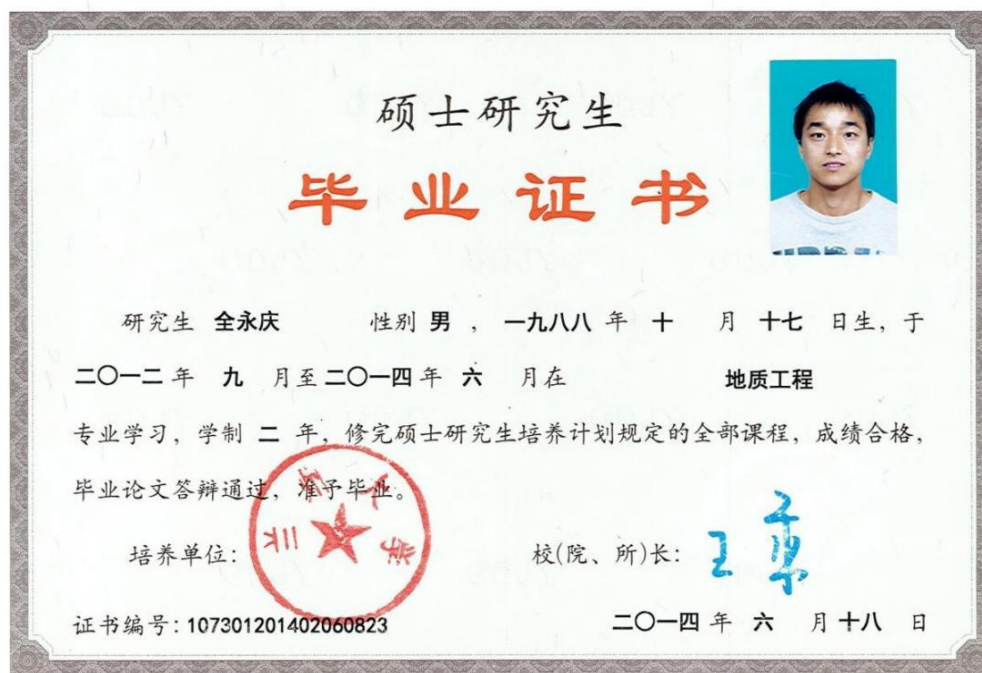 硕士研究生
毕业证书
研究生 全永庆 性别 男 ， 一九八八 年 十 月 十七 日生，于
二〇一二 年 九 月至 二〇一四 年 六 月在 地质工程
专业学习，学制 二 年，修完硕士研究生培养计划规定的全部课程，成绩合格，
毕业论文答辩通过，准予毕业。
培养单位： 校(院、所)长： 王乘
证书编号：107301201402060823 二〇一四 年 六 月 十八 日